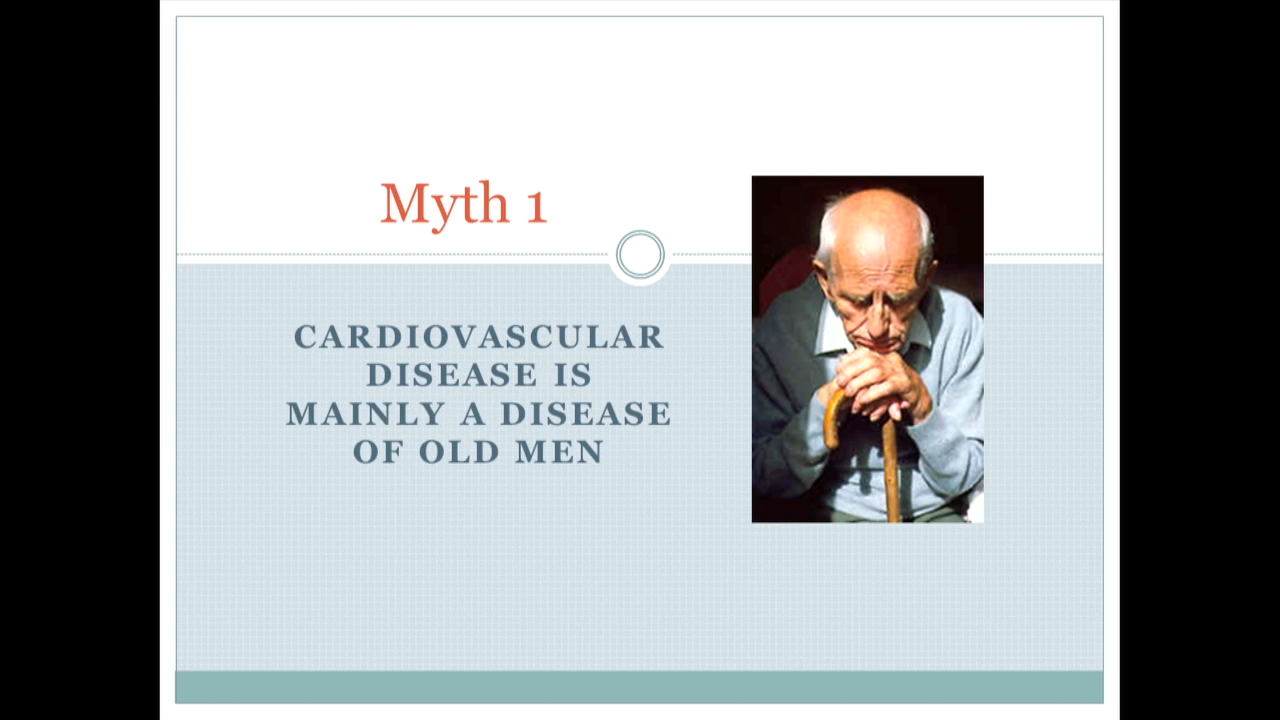 Myth 1
CARDIOVASCULAR
DISEASE IS
MAINLY A DISEASE
OF OLD MEN